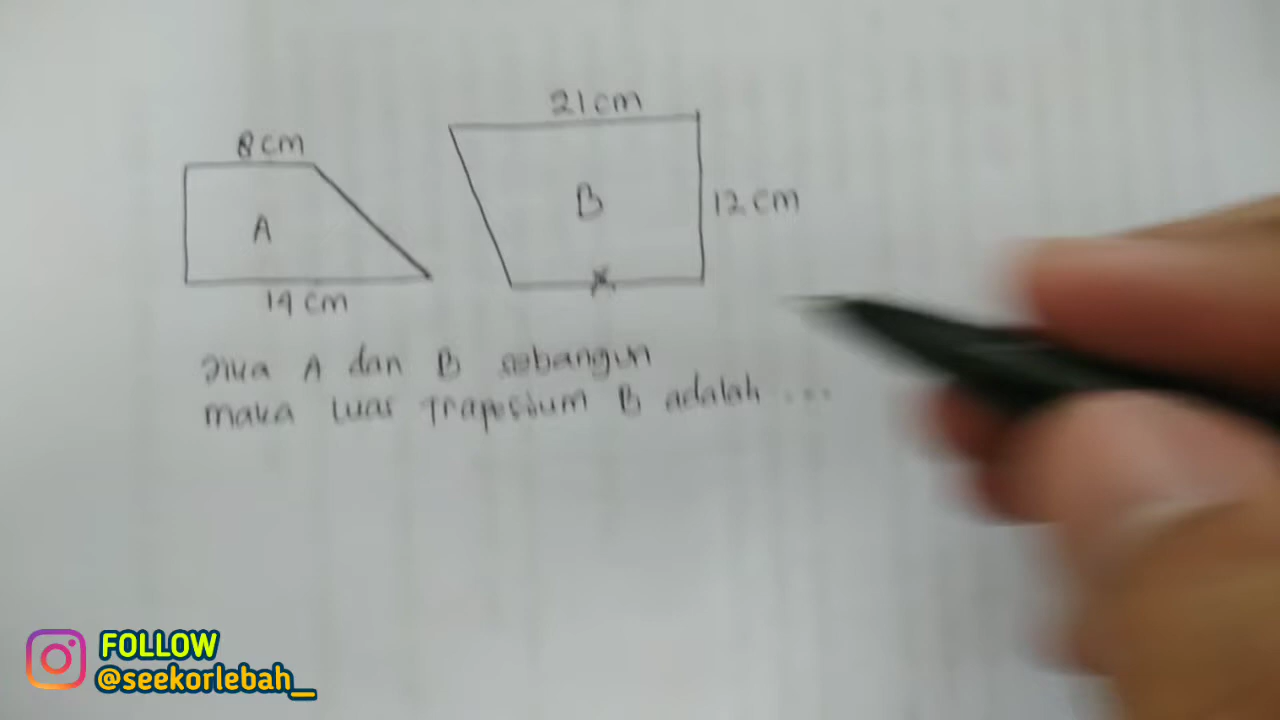 21 cm
8 cm
A
B
12 cm
x
14 cm
Jika A dan B sebangun
maka luas Trapesium B adalah ...
FOLLOW
@seekorlebah_